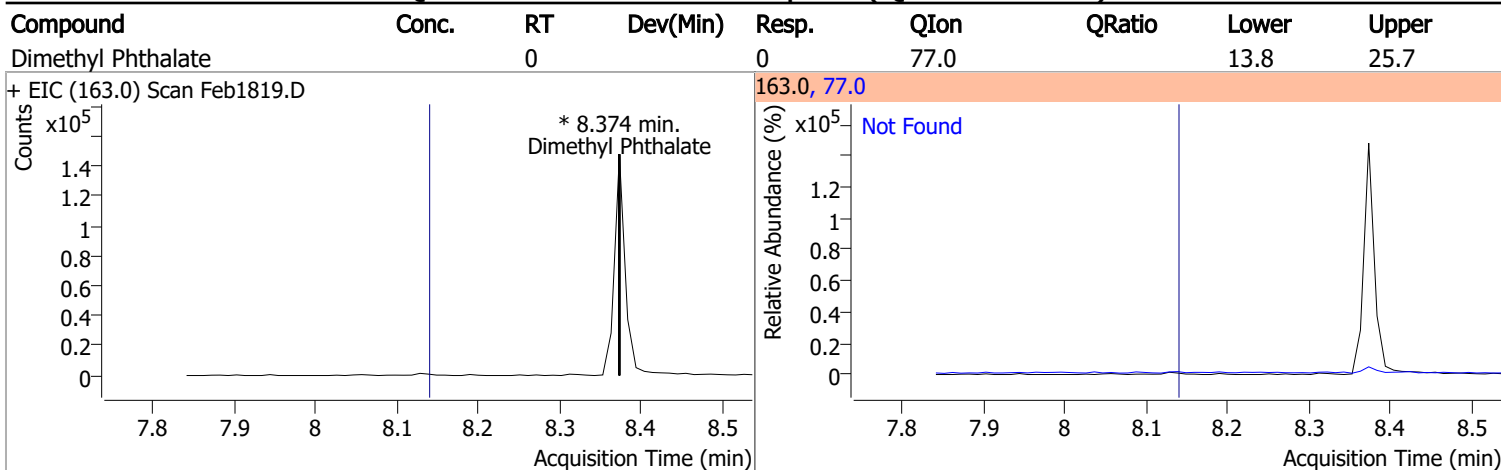 Compound Conc. RT Dev(Min) Resp. QIon QRatio Lower Upper
Dimethyl Phthalate 0 0 77.0 13.8 25.7
+ EIC (163.0) Scan Feb1819.D
Counts
x10^5
* 8.374 min.
Dimethyl Phthalate
1.4
1.2
1
0.8
0.6
0.4
0.2
0
7.8 7.9 8 8.1 8.2 8.3 8.4 8.5
Acquisition Time (min)
163.0, 77.0
Relative Abundance (%)
x10^5
Not Found
1.2
1
0.8
0.6
0.4
0.2
0
7.8 7.9 8 8.1 8.2 8.3 8.4 8.5
Acquisition Time (min)